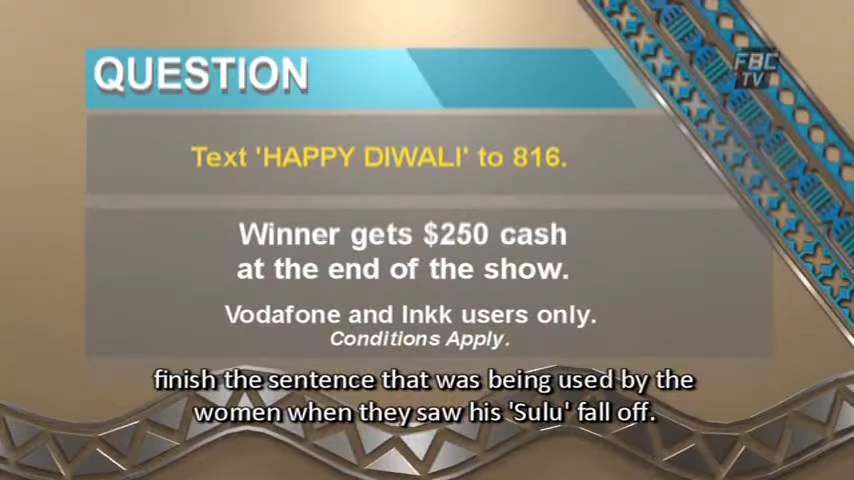 QUESTION
FBC
TV
Text 'HAPPY DIWALI' to 816.
Winner gets $250 cash
at the end of the show.
Vodafone and Inkk users only.
Conditions Apply.
finish the sentence that was being used by the
women when they saw his 'Sulu' fall off.